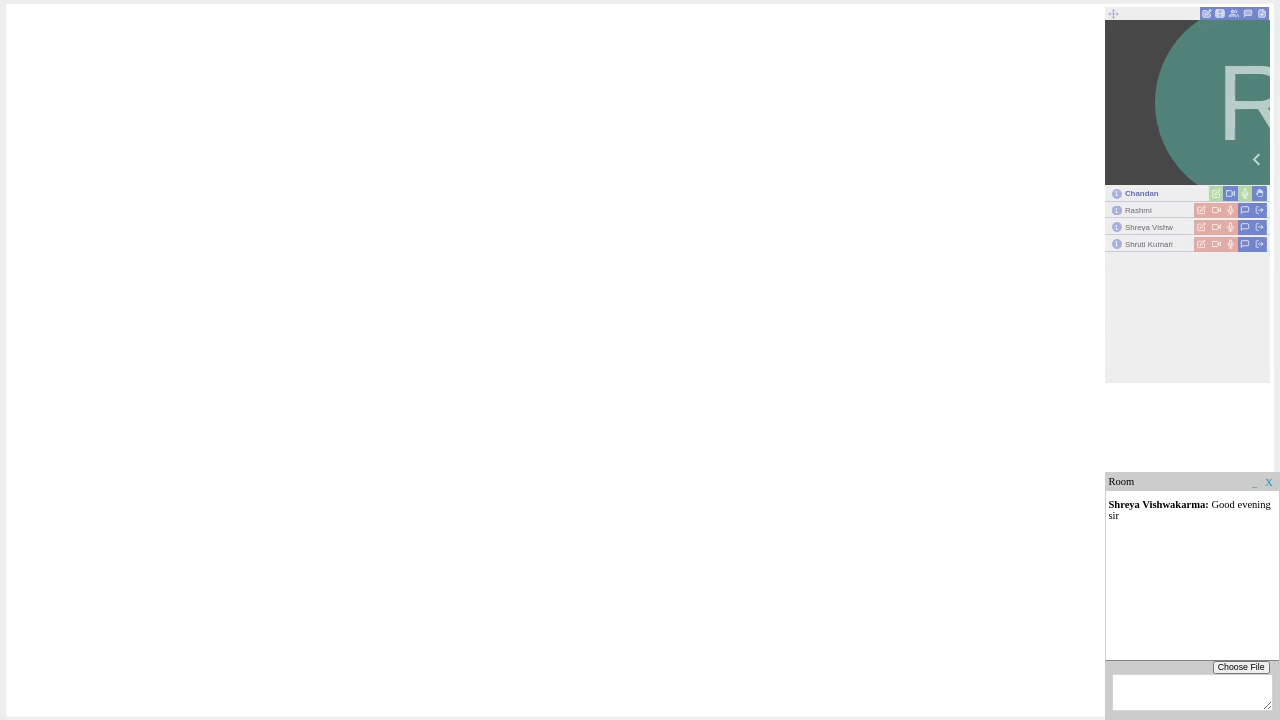 R
Chandan
Rashmi
Shreya Vishw
Shruti Kumari
Room
_ X
Shreya Vishwakarma: Good evening
sir
Choose File